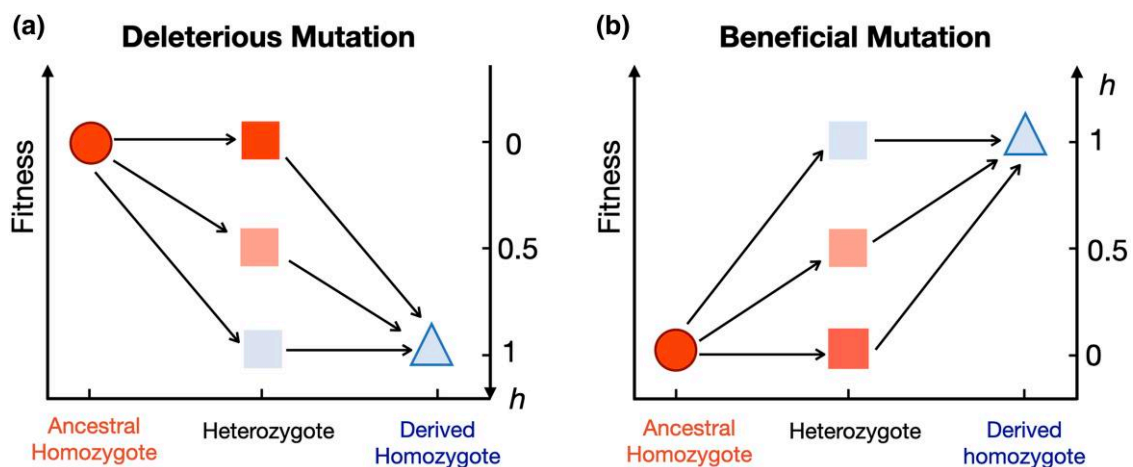 (a)
Deleterious Mutation
Fitness
0
0.5
1
h
Ancestral
Homozygote
Heterozygote
Derived
Homozygote
(b)
Beneficial Mutation
h
Fitness
1
0.5
0
Ancestral
Homozygote
Heterozygote
Derived
homozygote